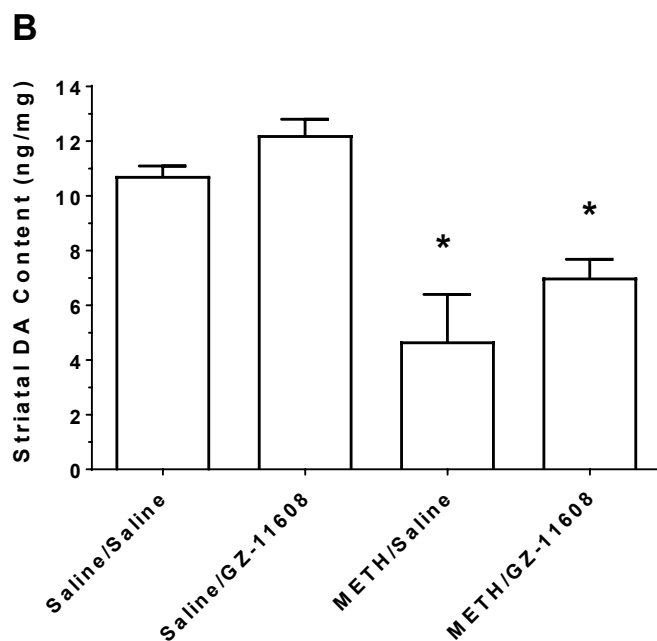 B
Striatal DA Content (ng/mg)
14
12
10
8
6
4
2
0
*
*
Saline/Saline
Saline/GZ-11608
METH/Saline
METH/GZ-11608